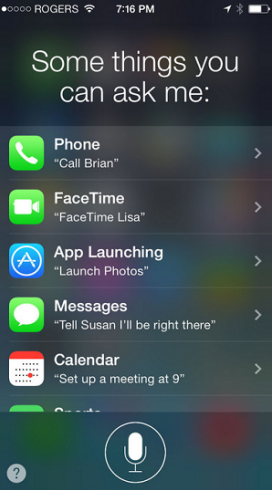 ROGERS 7:16 PM
Some things you
can ask me:
Phone
“Call Brian”
FaceTime
“FaceTime Lisa”
App Launching
“Launch Photos”
Messages
“Tell Susan I'll be right there”
Calendar
“Set up a meeting at 9”
Sports
?